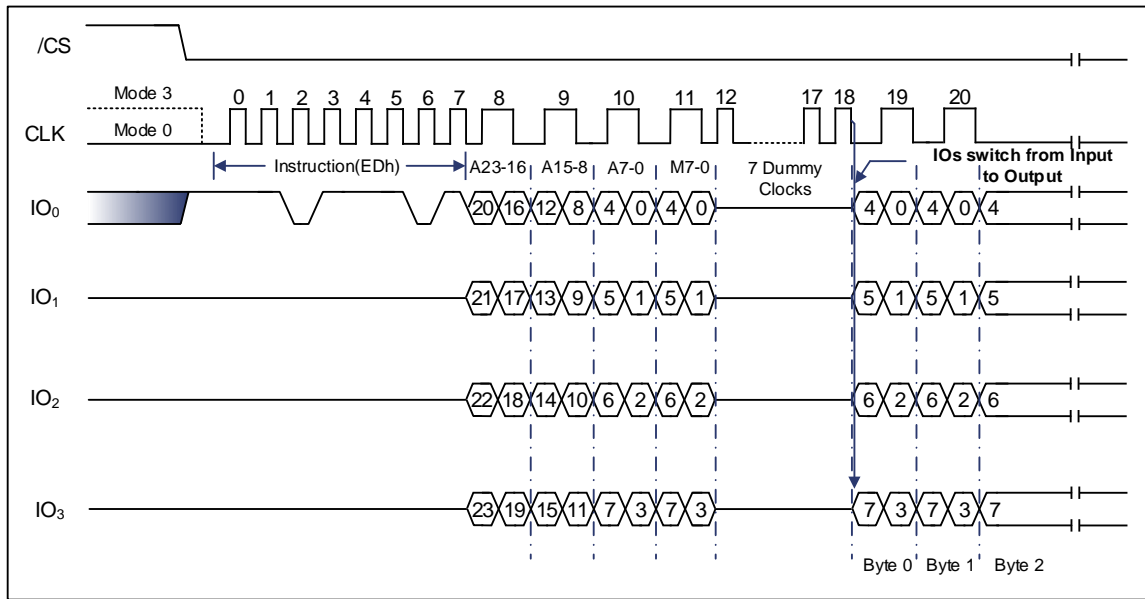 /CS
Mode 3
0 1 2 3 4 5 6 7 8 9 10 11 12 17 18 19 20
CLK
Mode 0
Instruction(EDh) A23-16 A15-8 A7-0 M7-0 7 Dummy Clocks
IOs switch from Input to Output
IO0 20 16 12 8 4 0 4 0 4 0 4 0 4
IO1 21 17 13 9 5 1 5 1 5 1 5 1 5
IO2 22 18 14 10 6 2 6 2 6 2 6 2 6
IO3 23 19 15 11 7 3 7 3 7 3 7 3 7
Byte 0 Byte 1 Byte 2